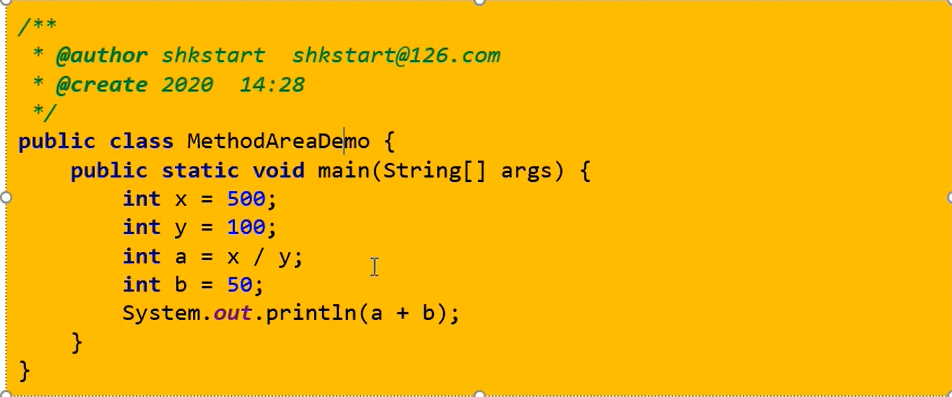 /**
 * @author shkstart  shkstart@126.com
 * @create 2020  14:28
 */
public class MethodAreaDemo {
    public static void main(String[] args) {
        int x = 500;
        int y = 100;
        int a = x / y;
        int b = 50;
        System.out.println(a + b);
    }
}